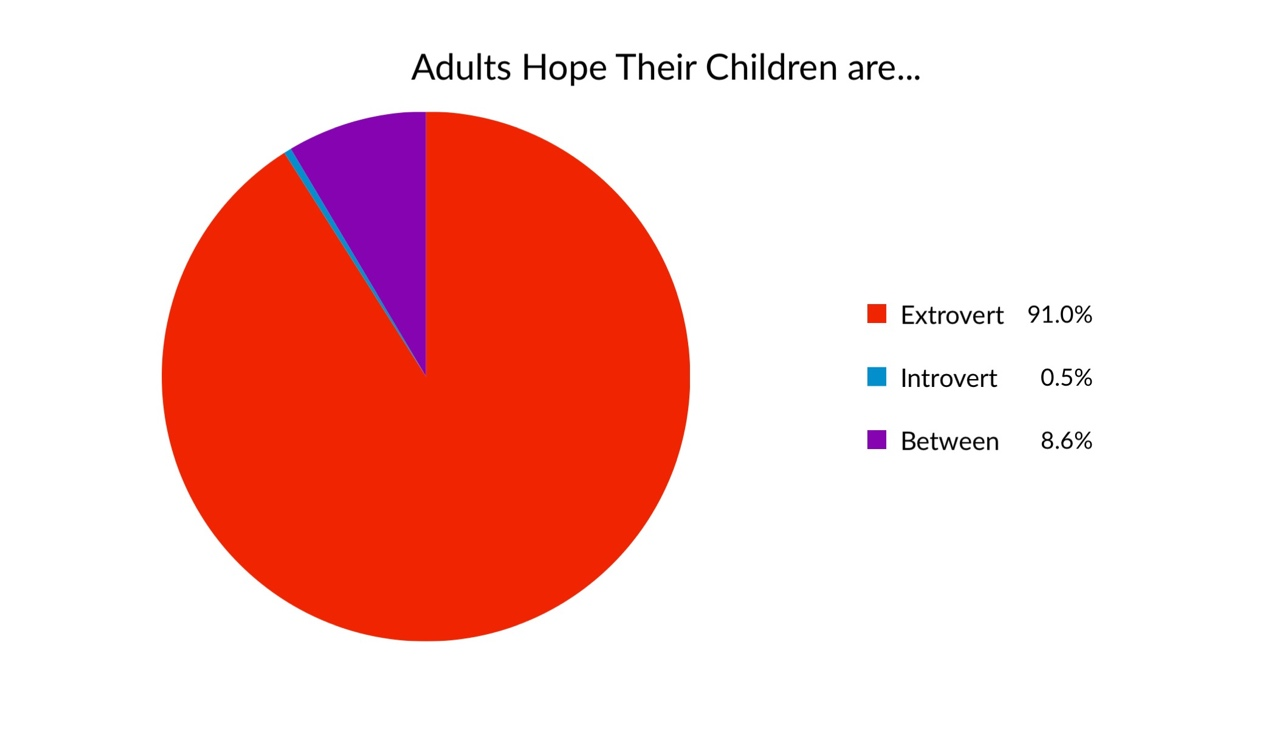 Adults Hope Their Children are...
Extrovert 91.0%
Introvert 0.5%
Between 8.6%